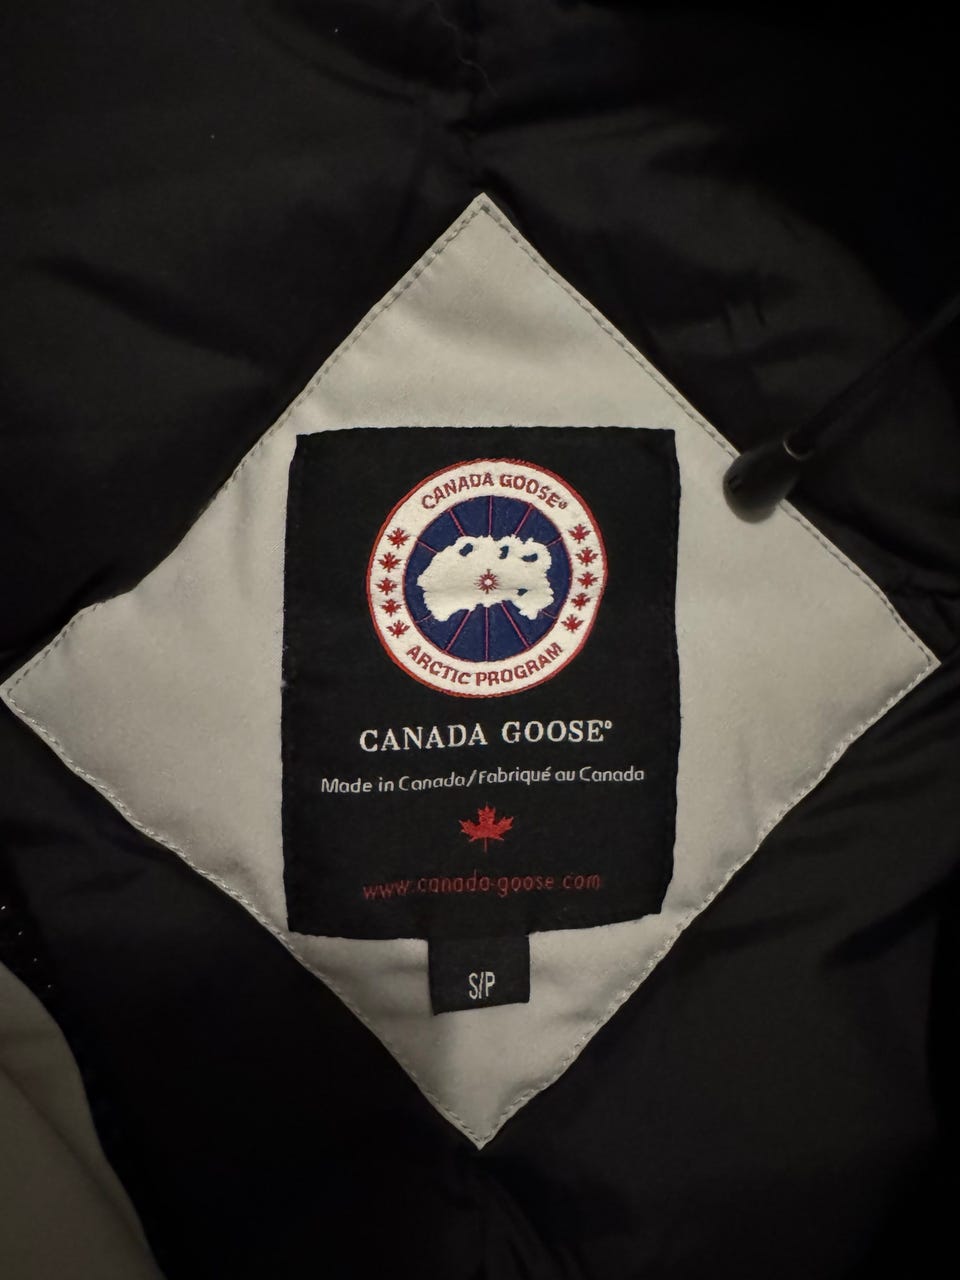 CANADA GOOSE®
ARCTIC PROGRAM
CANADA GOOSE®
Made in Canada/Fabriqué au Canada
www.canada-goose.com
S/P